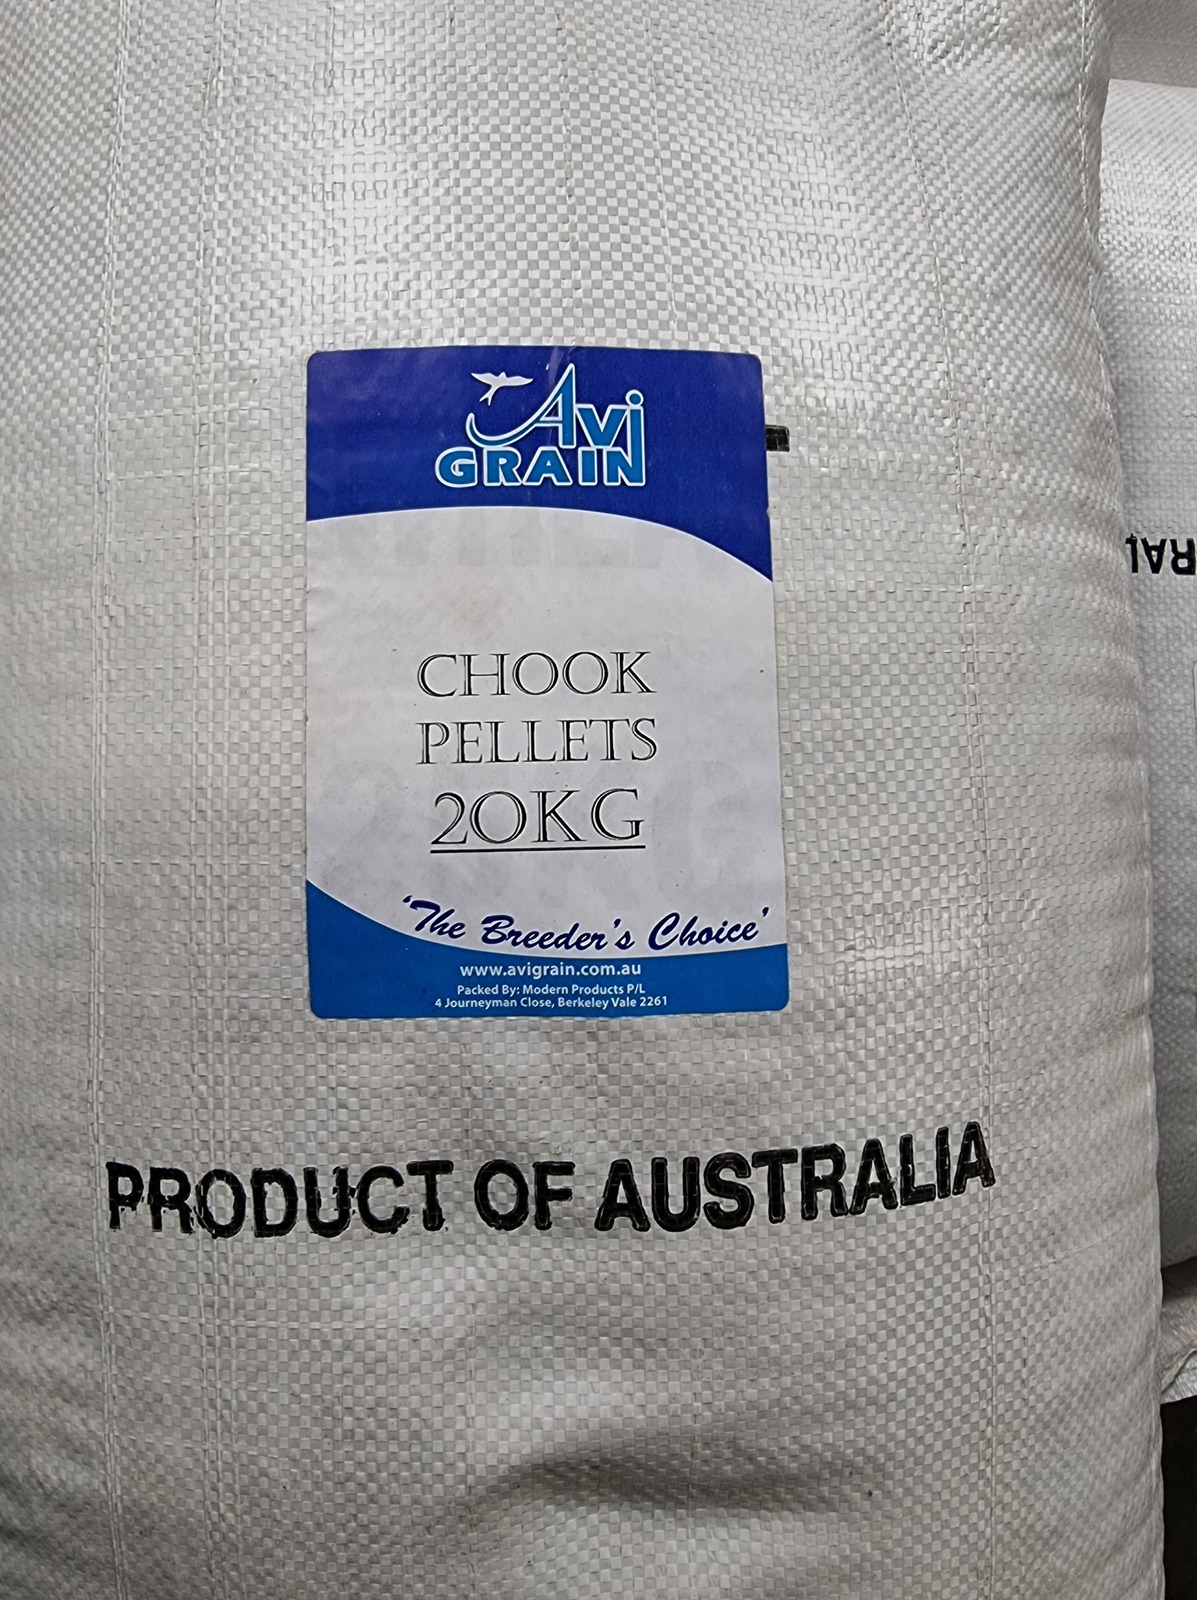 Avi
GRAIN
CHOOK
PELLETS
20KG
'The Breeder's Choice'
www.avigrain.com.au
Packed By: Modern Products P/L
4 Journeyman Close, Berkeley Vale 2261
PRODUCT OF AUSTRALIA